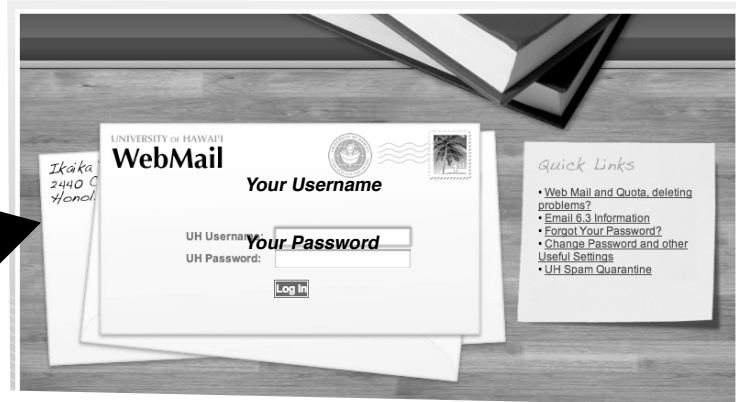 UNIVERSITY OF HAWAI'I
WebMail
Ikaika
2440
Honol
Your Username
UH Username:
Your Password
UH Password:
Log In
Quick Links
• Web Mail and Quota, deleting
problems?
• Email 6.3 Information
• Forgot Your Password?
• Change Password and other
Useful Settings
• UH Spam Quarantine